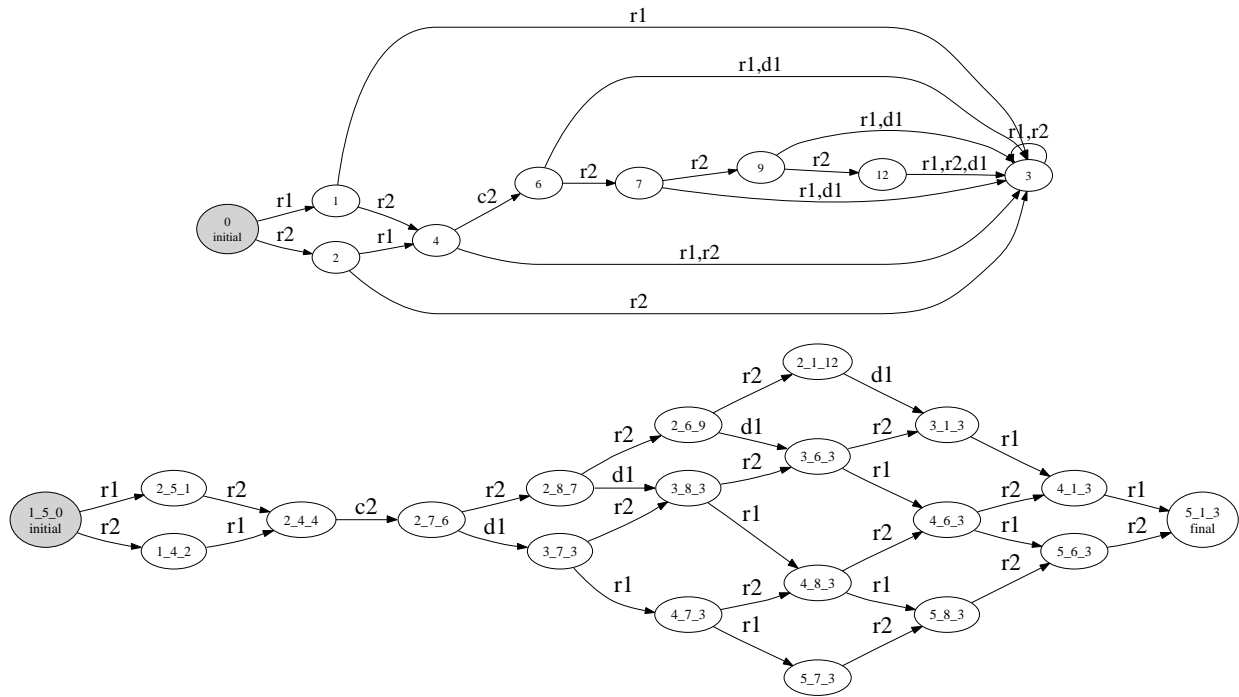 r1
r1,d1
r1,d1
r1,r2
r2
9
r2
12
r1,r2,d1
3
6
r2
7
r1,d1
c2
r1
1
r2
0
initial
r2
2
r1
4
r1,r2
r2
2_1_12
r2
d1
2_6_9
d1
r2
3_1_3
r2
3_6_3
r1
r1
2_5_1
r2
r2
2_8_7
d1
3_8_3
r2
4_1_3
r1
r1
1_5_0
initial
2_4_4
c2
2_7_6
r2
r1
4_6_3
r2
r1
5_1_3
final
r2
1_4_2
r1
d1
3_7_3
r2
r2
5_6_3
r2
r1
4_8_3
r1
r2
4_7_3
r2
5_8_3
r1
r2
5_7_3